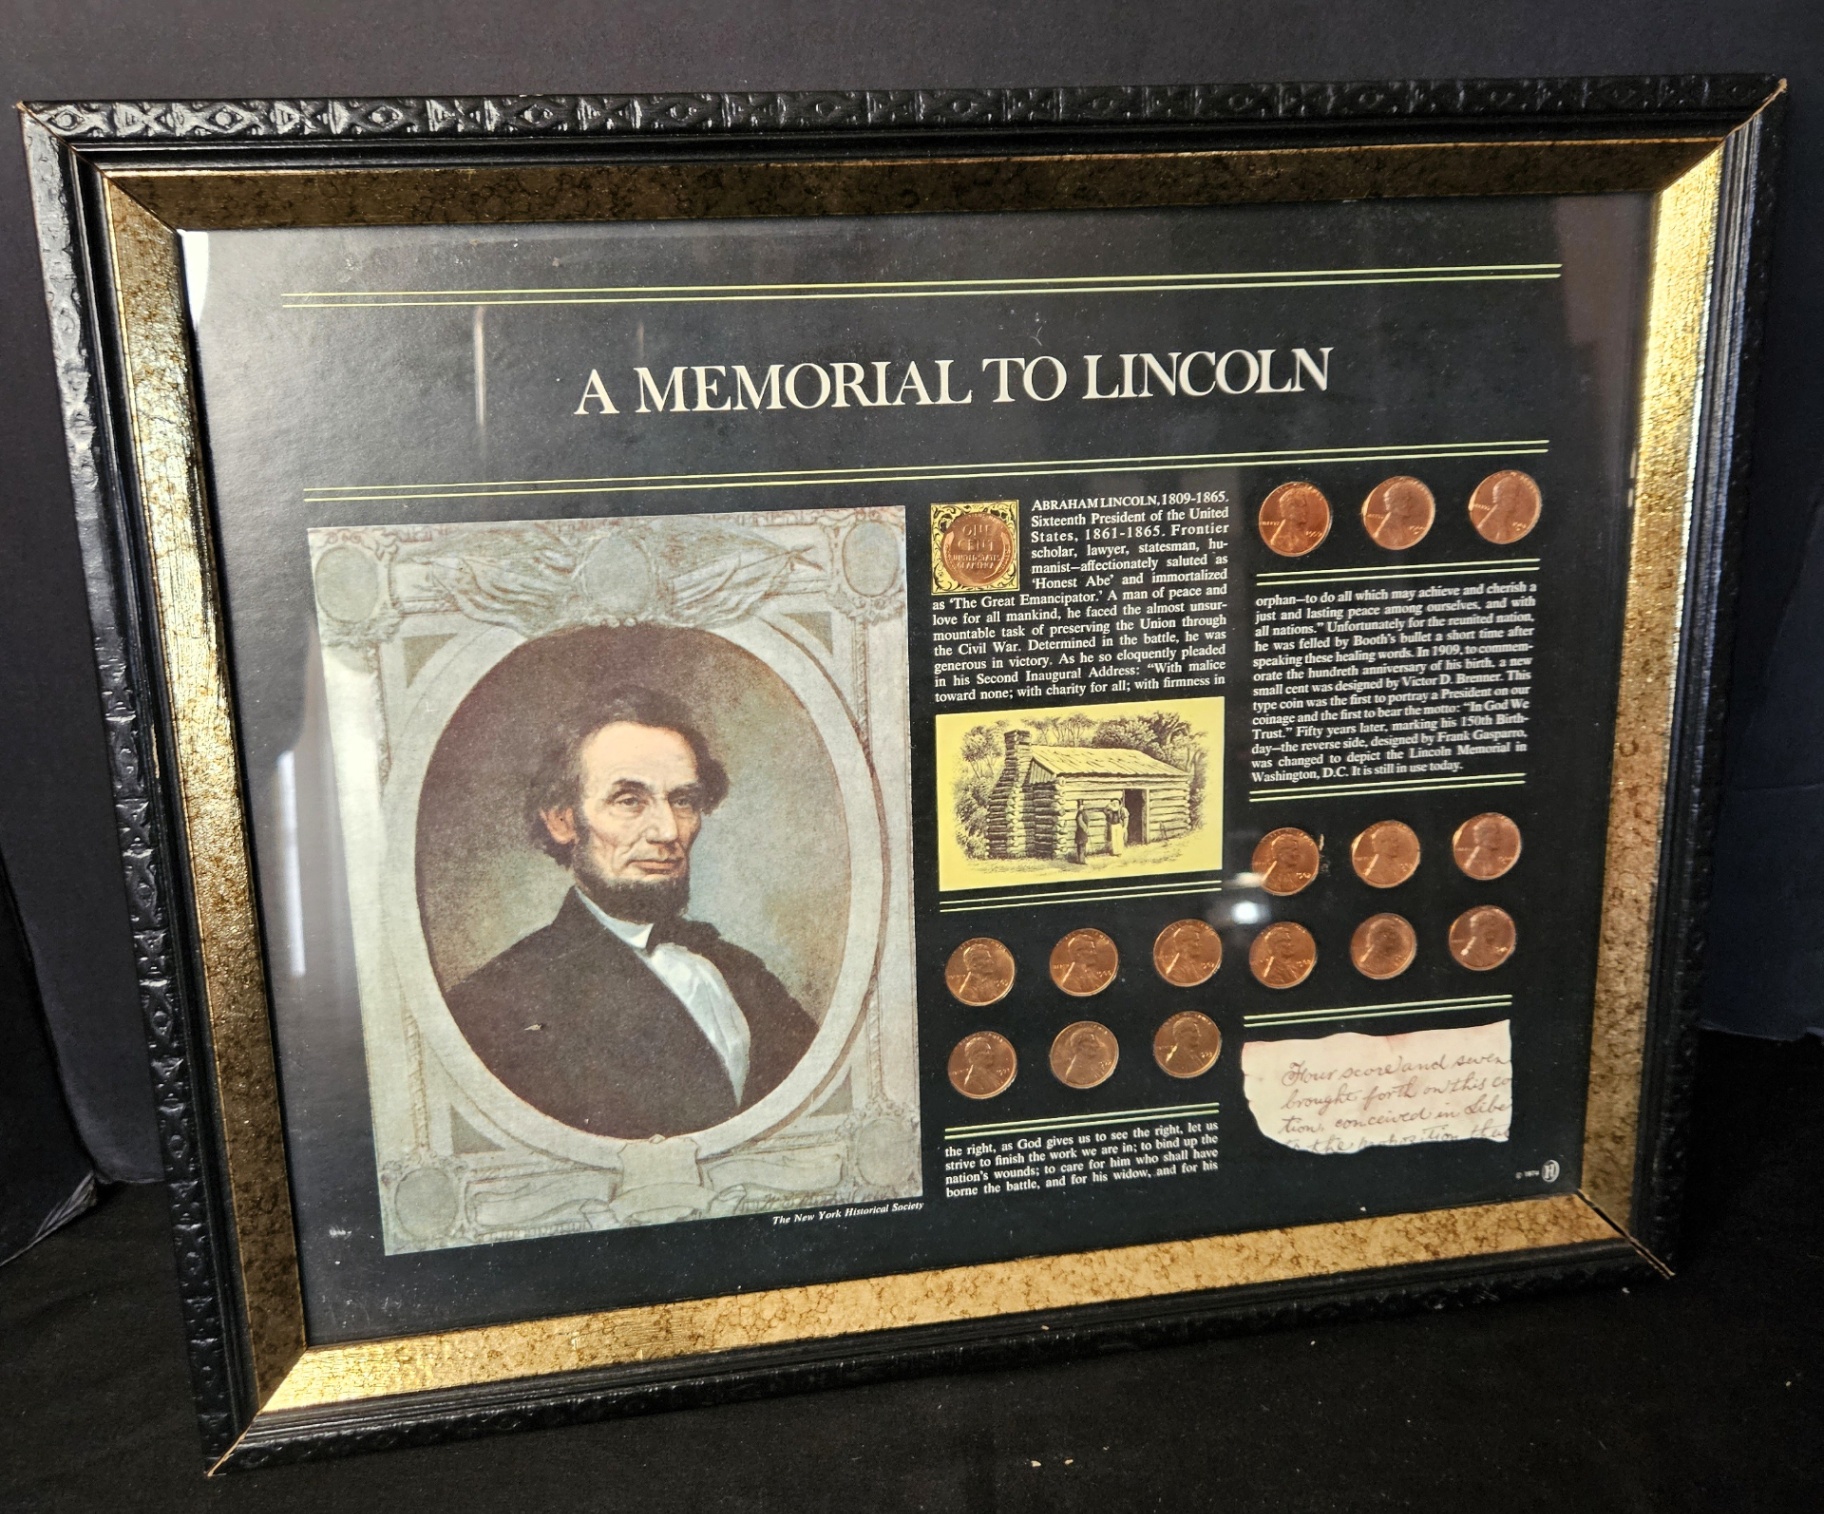 A MEMORIAL TO LINCOLN
ABRAHAM LINCOLN, 1809-1865.
Sixteenth President of the United
States, 1861-1865. Frontier
scholar, lawyer, statesman, hu-
manist—affectionately saluted as
'Honest Abe' and immortalized
as 'The Great Emancipator.' A man of peace and
love for all mankind, he faced the almost unsur-
mountable task of preserving the Union through
the Civil War. Determined in the battle, he was
generous in victory. As he so eloquently pleaded
in his Second Inaugural Address: "With malice
toward none; with charity for all; with firmness in
the right, as God gives us to see the right, let us
strive to finish the work we are in; to bind up the
nation's wounds; to care for him who shall have
borne the battle, and for his widow, and for his
orphan—to do all which may achieve and cherish a
just and lasting peace among ourselves, and with
all nations." Unfortunately for the reunited nation,
he was felled by Booth's bullet a short time after
speaking these healing words. In 1909, to commem-
orate the hundreth anniversary of his birth, a new
small cent was designed by Victor D. Brenner. This
type coin was the first to portray a President on our
coinage and the first to bear the motto: "In God We
Trust." Fifty years later, marking his 150th Birth-
day—the reverse side, designed by Frank Gasparro,
was changed to depict the Lincoln Memorial in
Washington, D.C. It is still in use today.
ONE
CENT
UNITED STATES
OF AMERICA
Four score and seven
brought forth on this co
tion, conceived in Libe
to the proposition that
The New York Historical Society